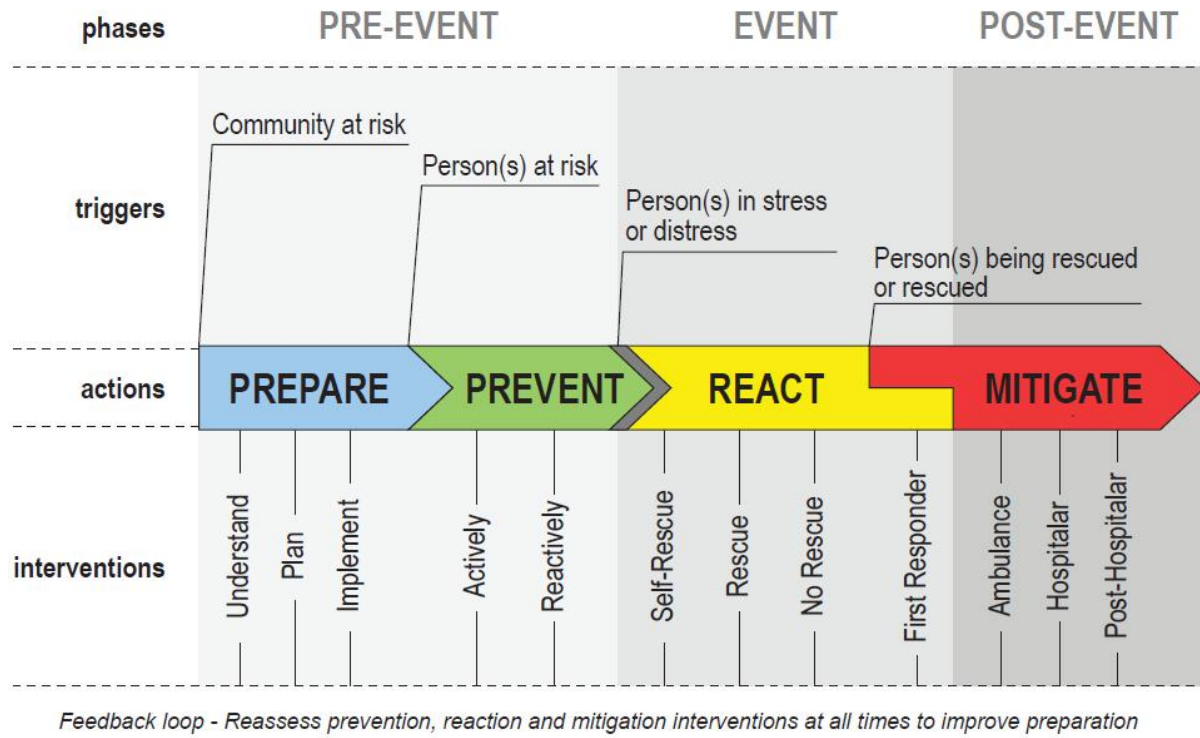 phases
PRE-EVENT
EVENT
POST-EVENT
triggers
Community at risk
Person(s) at risk
Person(s) in stress
or distress
Person(s) being rescued
or rescued
actions
PREPARE
PREVENT
REACT
MITIGATE
interventions
Understand
Plan
Implement
Actively
Reactively
Self-Rescue
Rescue
No Rescue
First Responder
Ambulance
Hospitalar
Post-Hospitalar
Feedback loop - Reassess prevention, reaction and mitigation interventions at all times to improve preparation